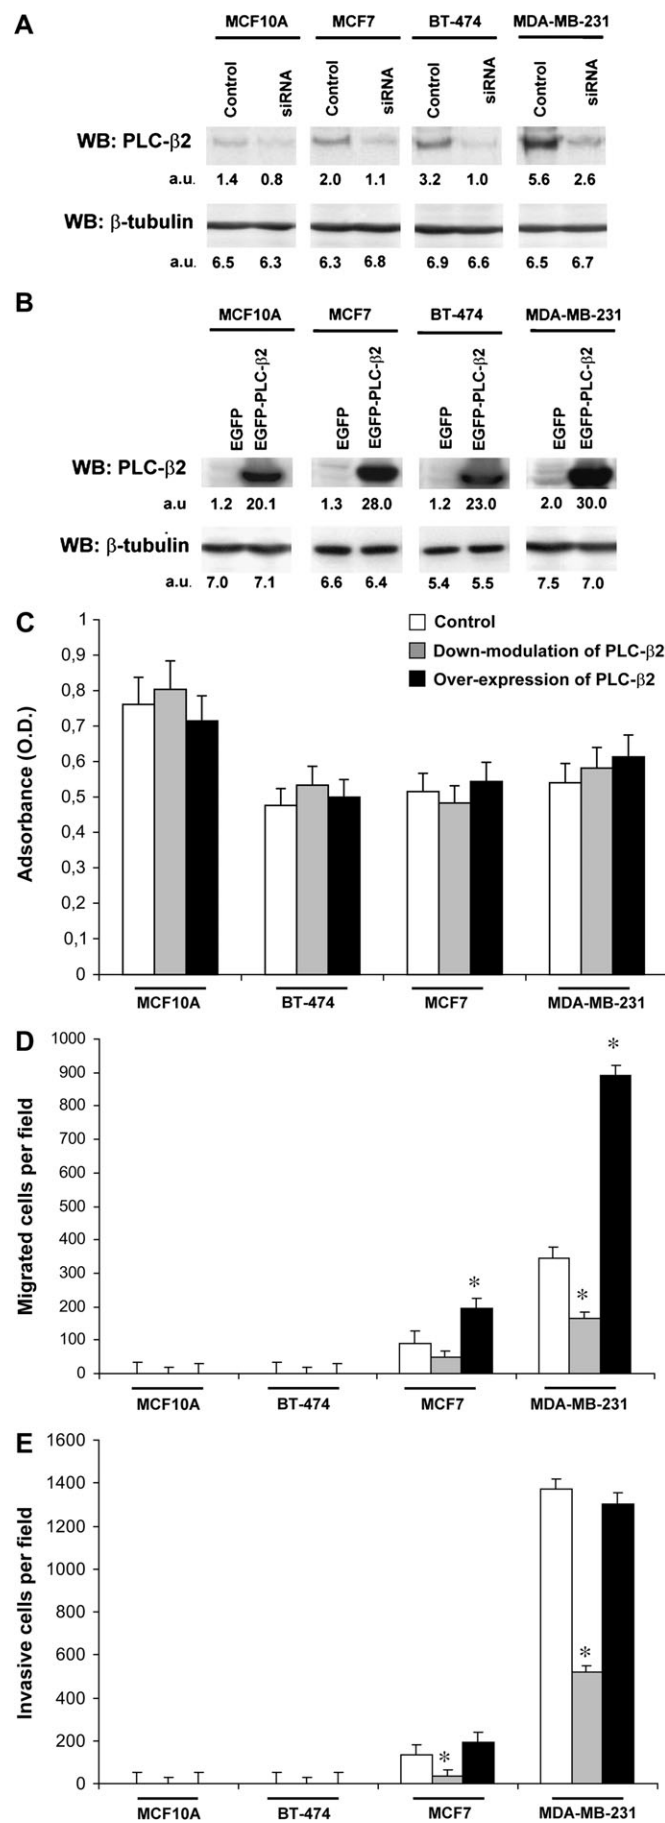 A
MCF10A MCF7 BT-474 MDA-MB-231
Control siRNA Control siRNA Control siRNA Control siRNA
WB: PLC-β2
a.u. 1.4 0.8 2.0 1.1 3.2 1.0 5.6 2.6
WB: β-tubulin
a.u. 6.5 6.3 6.3 6.8 6.9 6.6 6.5 6.7
B
MCF10A MCF7 BT-474 MDA-MB-231
EGFP EGFP-PLC-β2 EGFP EGFP-PLC-β2 EGFP EGFP-PLC-β2 EGFP EGFP-PLC-β2
WB: PLC-β2
a.u 1.2 20.1 1.3 28.0 1.2 23.0 2.0 30.0
WB: β-tubulin
a.u. 7.0 7.1 6.6 6.4 5.4 5.5 7.5 7.0
C
Adsorbance (O.D.)
1
0,9
0,8
0,7
0,6
0,5
0,4
0,3
0,2
0,1
0
Control
Down-modulation of PLC-β2
Over-expression of PLC-β2
MCF10A BT-474 MCF7 MDA-MB-231
D
Migrated cells per field
1000
900
800
700
600
500
400
300
200
100
0
* * *
MCF10A BT-474 MCF7 MDA-MB-231
E
Invasive cells per field
1600
1400
1200
1000
800
600
400
200
0
* *
MCF10A BT-474 MCF7 MDA-MB-231